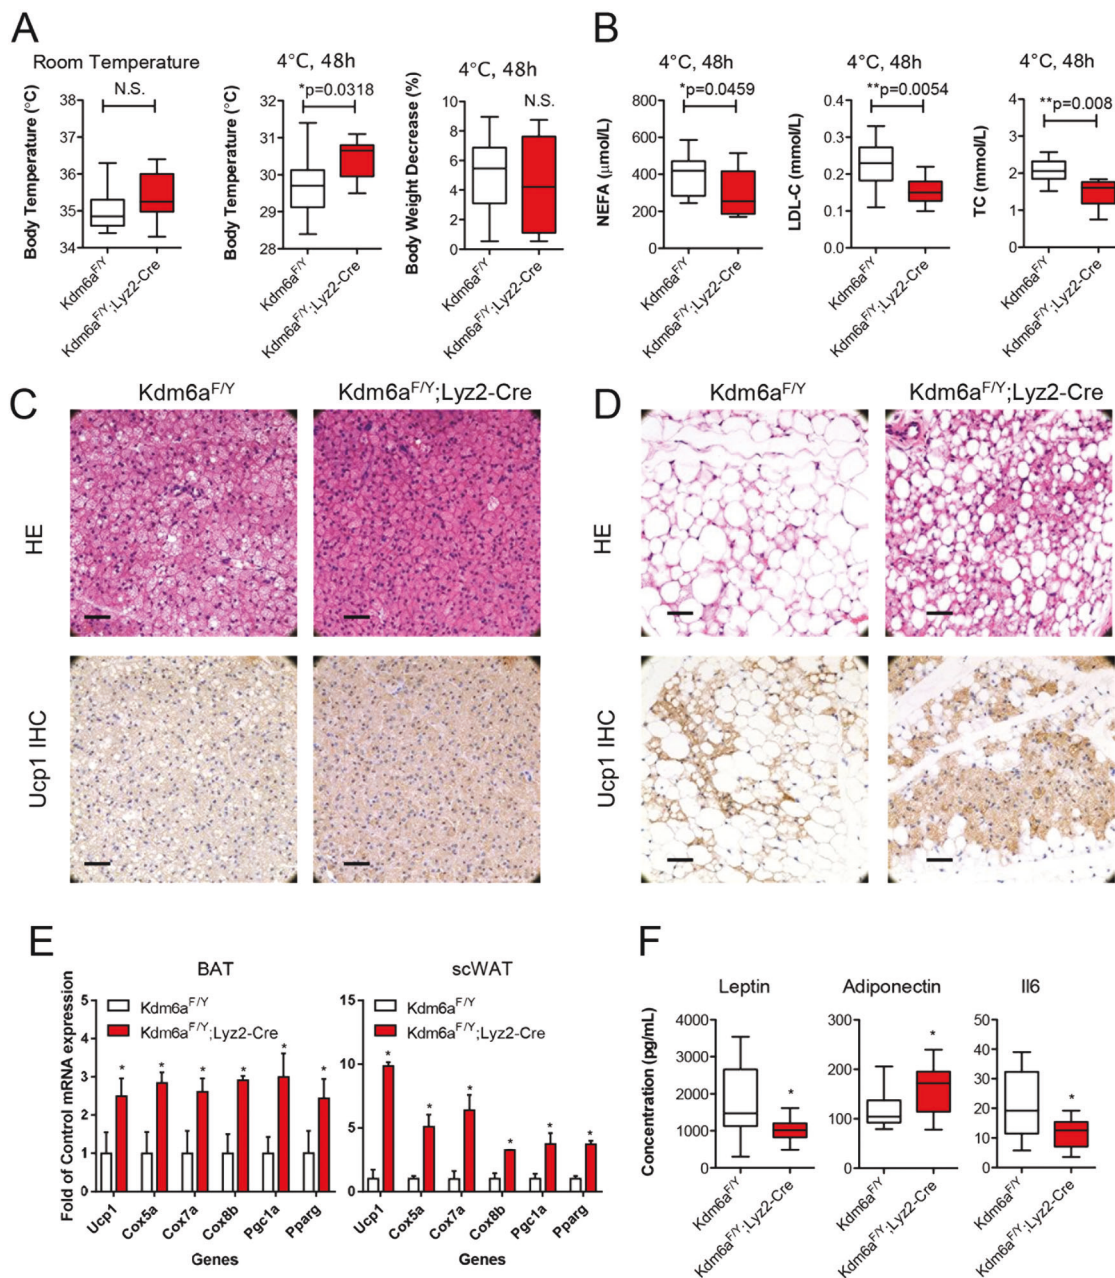 A
B
Room Temperature
N.S.
Body Temperature (°C)
38
37
36
35
34
Kdm6aF/Y
Kdm6aF/Y;Lyz2-Cre
4°C, 48h
*p=0.0318
Body Temperature (°C)
32
31
30
29
28
Kdm6aF/Y
Kdm6aF/Y;Lyz2-Cre
4°C, 48h
N.S.
Body Weight Decrease (%)
10
8
6
4
2
0
Kdm6aF/Y
Kdm6aF/Y;Lyz2-Cre
4°C, 48h
*p=0.0459
NEFA (μmol/L)
800
600
400
200
0
Kdm6aF/Y
Kdm6aF/Y;Lyz2-Cre
4°C, 48h
**p=0.0054
LDL-C (mmol/L)
0.4
0.3
0.2
0.1
0.0
Kdm6aF/Y
Kdm6aF/Y;Lyz2-Cre
4°C, 48h
**p=0.008
TC (mmol/L)
4
3
2
1
0
Kdm6aF/Y
Kdm6aF/Y;Lyz2-Cre
C
Kdm6aF/Y
Kdm6aF/Y;Lyz2-Cre
HE
Ucp1 IHC
D
Kdm6aF/Y
Kdm6aF/Y;Lyz2-Cre
HE
Ucp1 IHC
E
BAT
Fold of Control mRNA expression
5
4
3
2
1
0
Kdm6aF/Y
Kdm6aF/Y;Lyz2-Cre
* * * * * *
Ucp1
Cox5a
Cox7a
Cox8b
Pgc1a
Pparg
Genes
scWAT
15
10
5
0
Kdm6aF/Y
Kdm6aF/Y;Lyz2-Cre
* * * * * *
Ucp1
Cox5a
Cox7a
Cox8b
Pgc1a
Pparg
Genes
F
Leptin
Concentration (pg/mL)
4000
3000
2000
1000
0
*
Kdm6aF/Y
Kdm6aF/Y;Lyz2-Cre
Adiponectin
300
200
100
0
*
Kdm6aF/Y
Kdm6aF/Y;Lyz2-Cre
Il6
50
40
30
20
10
0
*
Kdm6aF/Y
Kdm6aF/Y;Lyz2-Cre